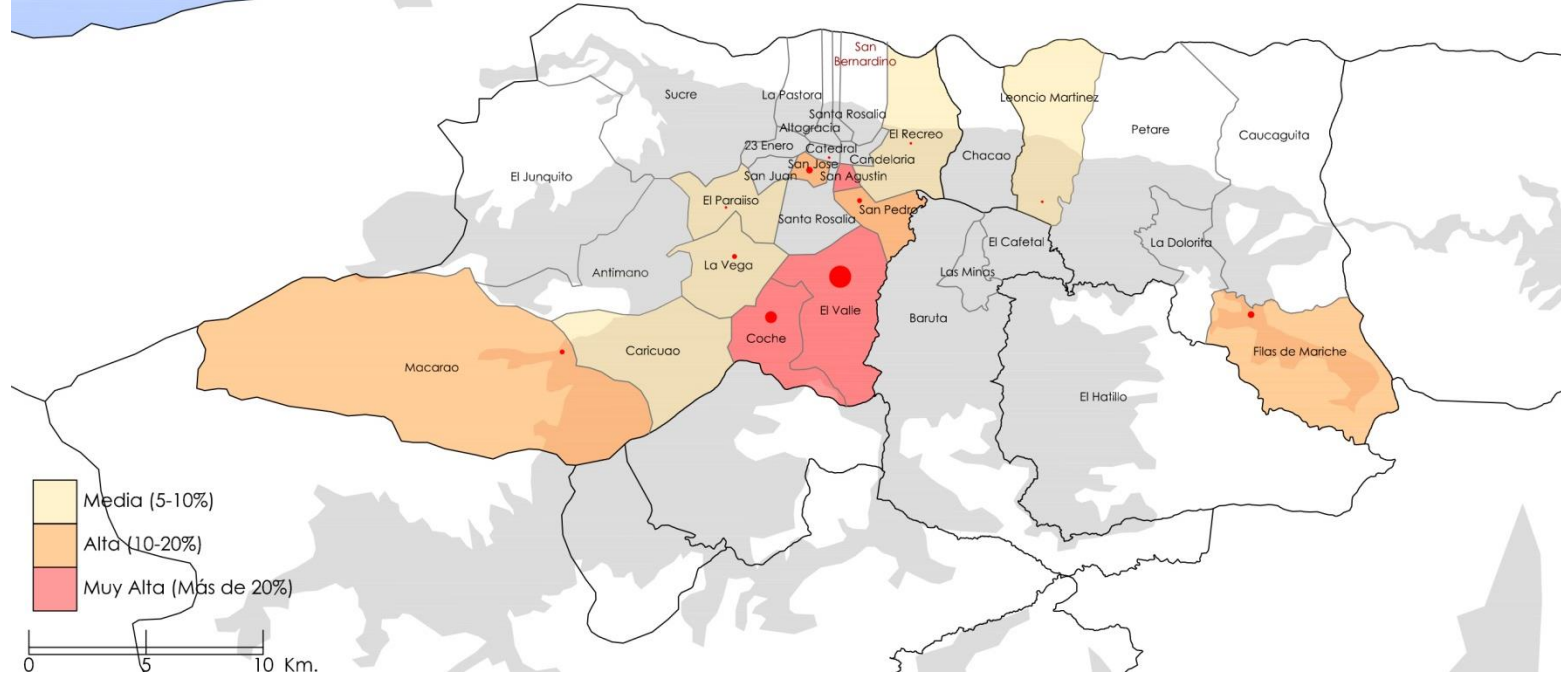 San
Bernardino
Sucre
La Pastora
Leoncio Martinez
Santa Rosalia
Altagracia
El Recreo
Petare
Caucaguita
23 Enero
Catedral
Candelaria
Chacao
San Jose
San Juan
San Agustin
El Junquito
El Paraiiso
Santa Rosalia
San Pedro
La Dolorita
El Cafetal
Antimano
La Vega
Las Minas
El Valle
Baruta
Coche
Caricuao
Filas de Mariche
Macarao
El Hatillo
Media (5-10%)
Alta (10-20%)
Muy Alta (Más de 20%)
0 5 10 Km.